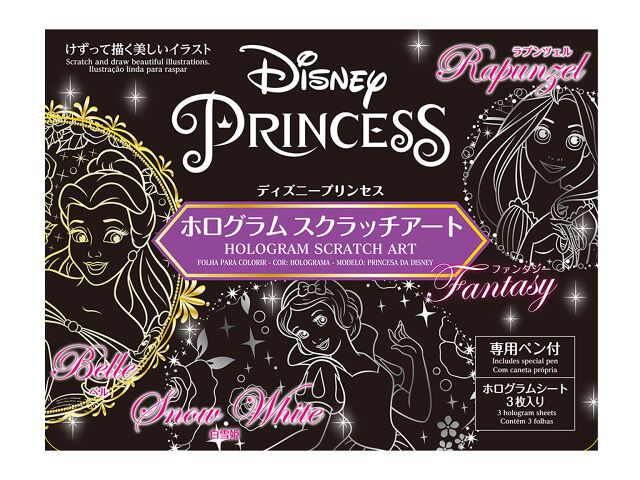 けずって描く美しいイラスト
Scratch and draw beautiful illustrations.
Ilustração linda para raspar
Disney
PRINCESS
ディズニープリンセス
ラプンツェル
Rapunzel
ホログラム スクラッチアート
HOLOGRAM SCRATCH ART
FOLHA PARA COLORIR - COR: HOLOGRAMA - MODELO: PRINCESA DA DISNEY
ファンタジー
Fantasy
Belle
ベル
Snow White
白雪姫
専用ペン付
Includes special pen
Com caneta própria
ホログラムシート
3枚入り
3 hologram sheets
Contém 3 folhas